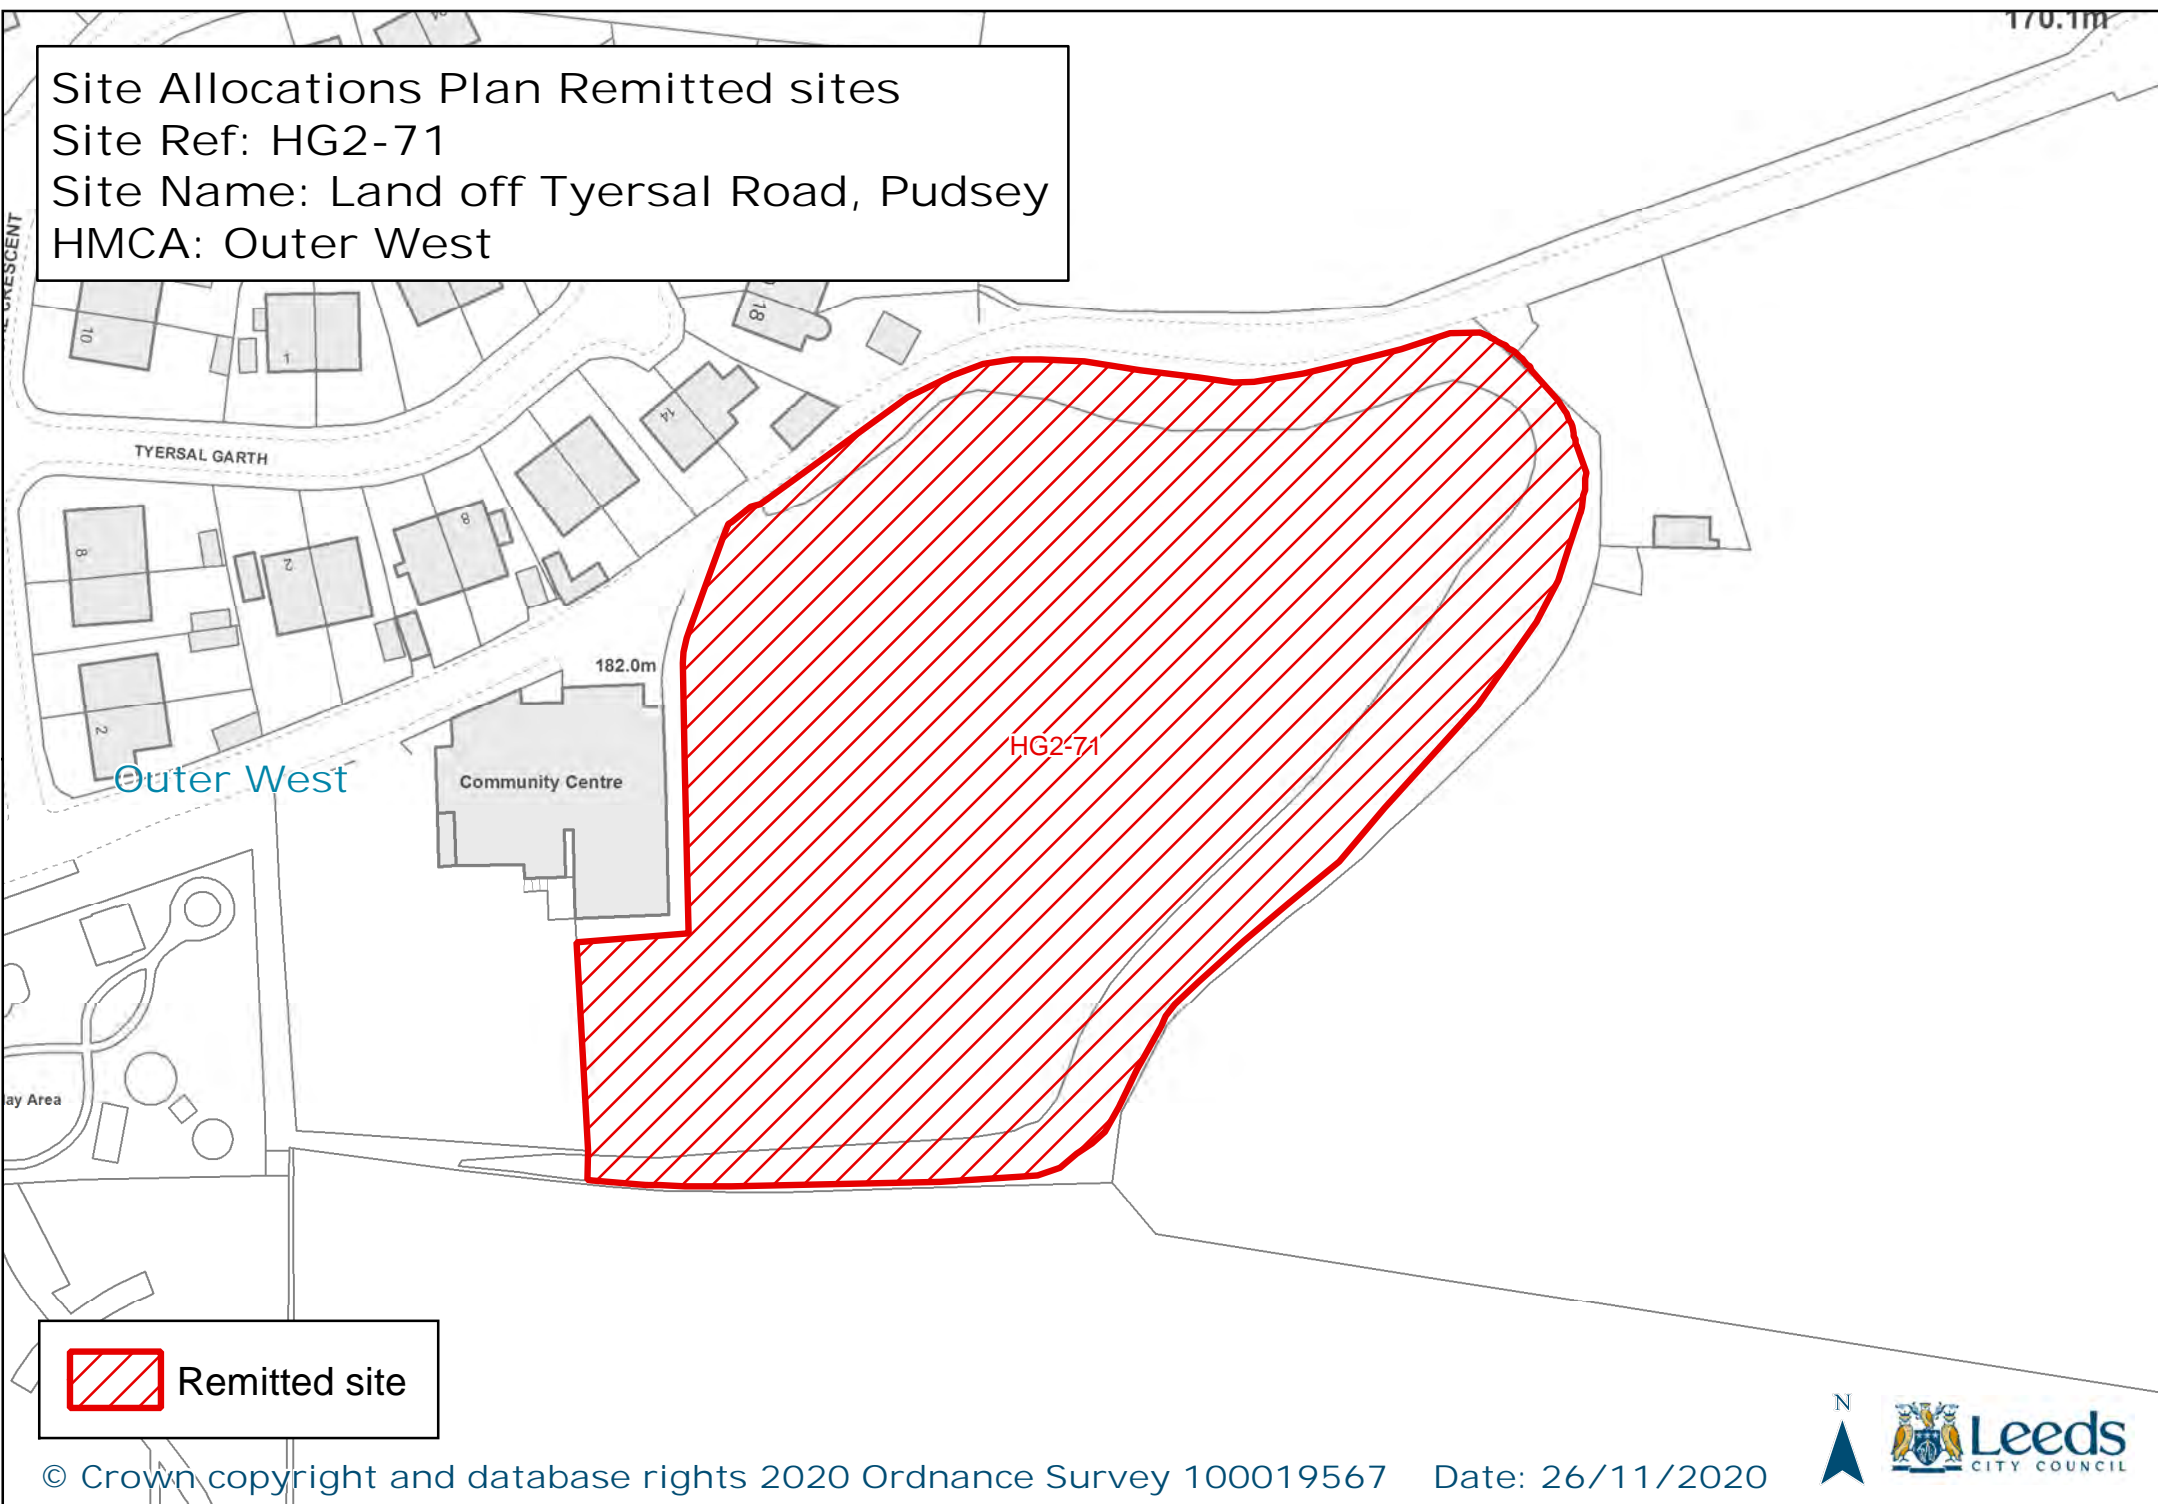 170.1m
Site Allocations Plan Remitted sites
Site Ref: HG2-71
Site Name: Land off Tyersal Road, Pudsey
HMCA: Outer West
CRESCENT
10
1
18
14
TYERSAL GARTH
8
8
2
2
182.0m
HG2-71
Outer West
Community Centre
Area
Remitted site
N
Leeds
CITY COUNCIL
© Crown copyright and database rights 2020 Ordnance Survey 100019567 Date: 26/11/2020